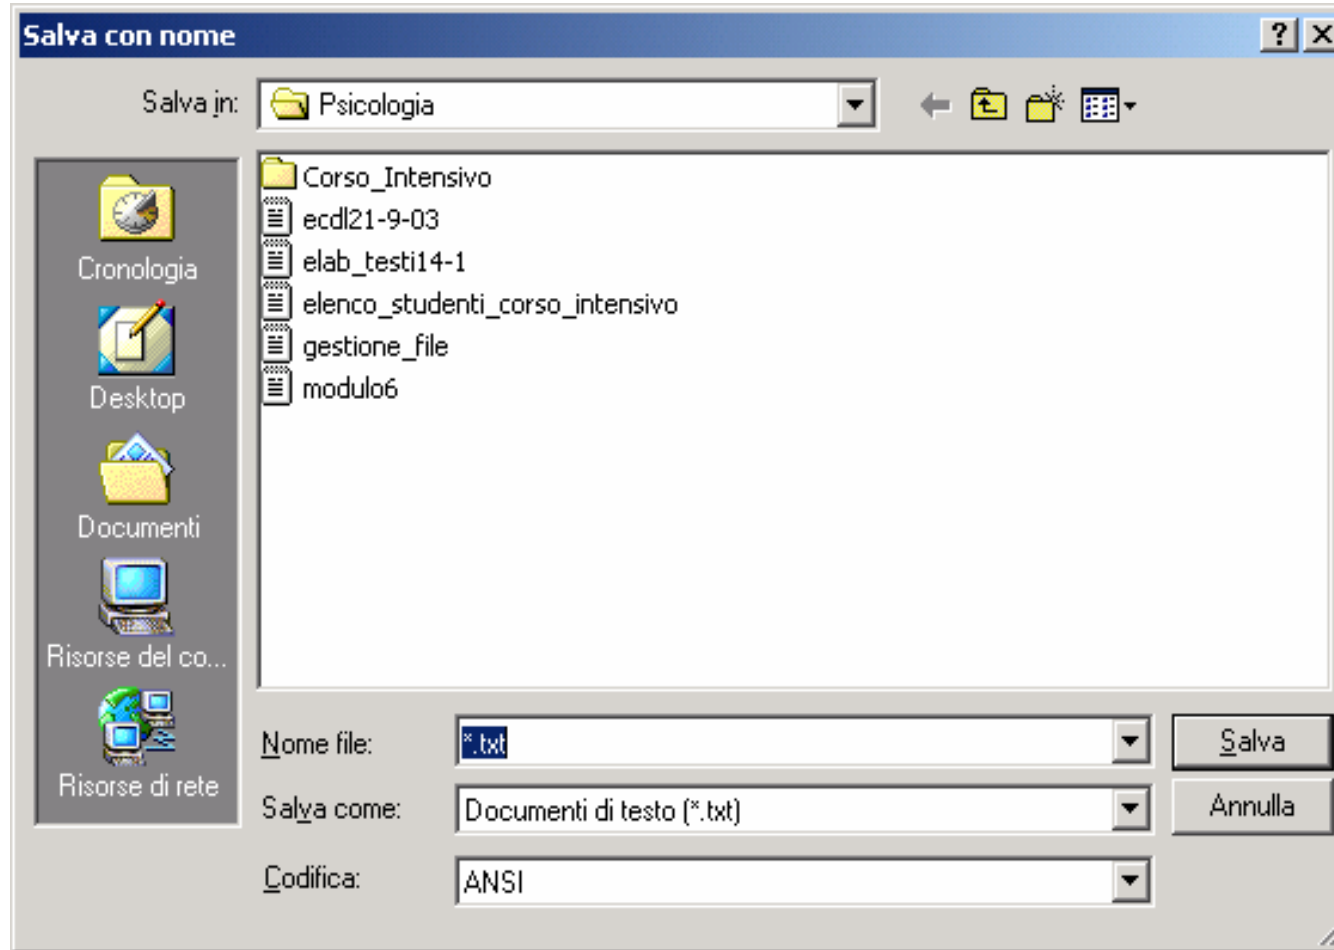 Salva con nome
Salva in: Psicologia
Corso_Intensivo
ecdl21-9-03
elab_testi14-1
elenco_studenti_corso_intensivo
gestione_file
modulo6
Cronologia
Desktop
Documenti
Risorse del co...
Risorse di rete
Nome file: *.txt Salva
Salva come: Documenti di testo (*.txt) Annulla
Codifica: ANSI